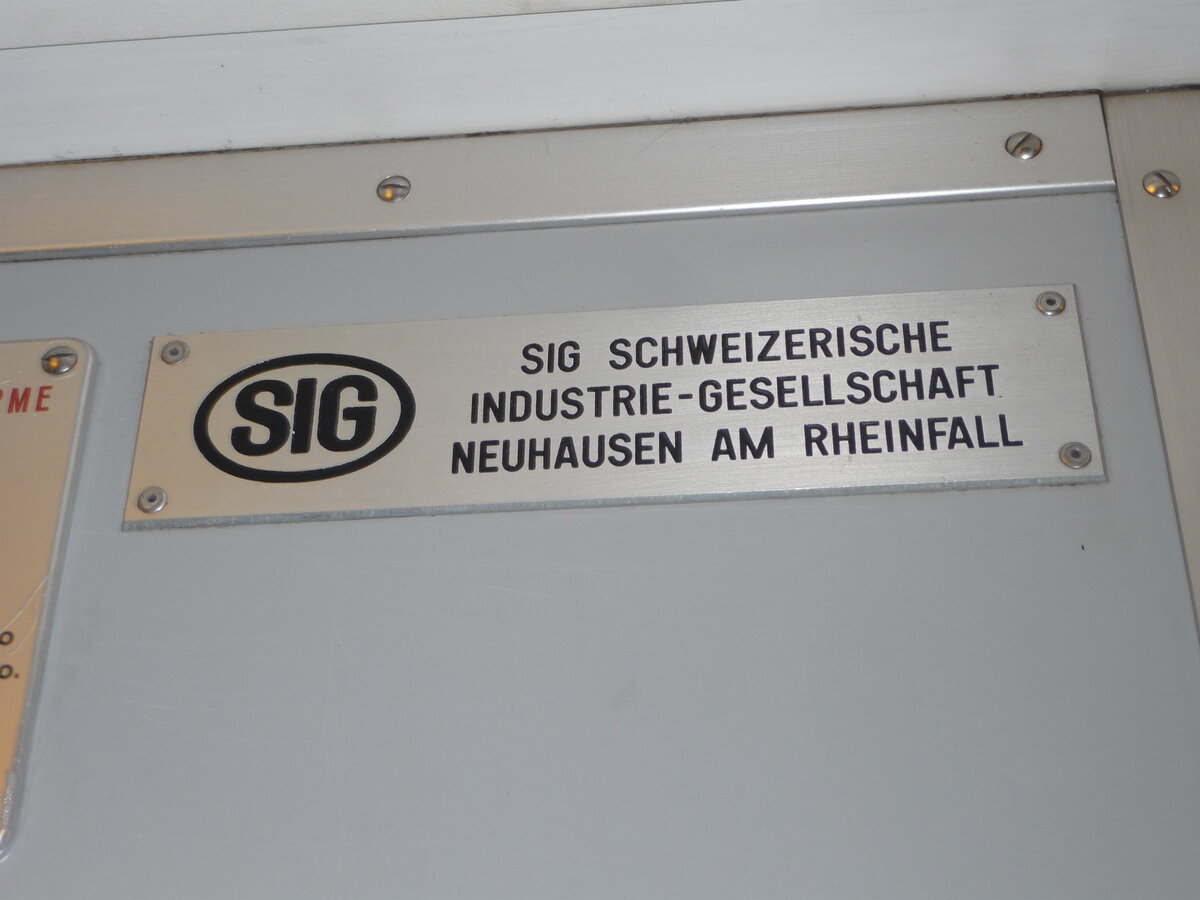 SIG
SIG SCHWEIZERISCHE
INDUSTRIE-GESELLSCHAFT
NEUHAUSEN AM RHEINFALL